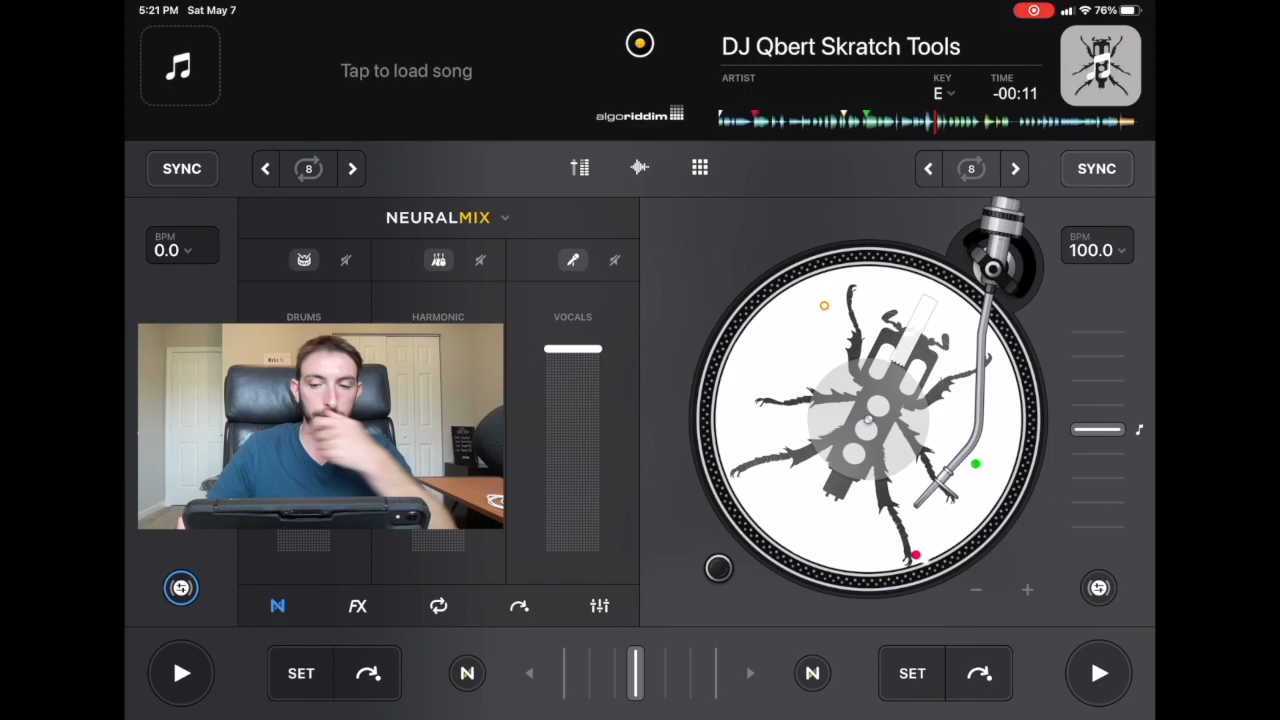 5:21 PM Sat May 7
76%
Tap to load song
algoriddim
DJ Qbert Skratch Tools
ARTIST
KEY
TIME
E
-00:11
SYNC
8
8
SYNC
NEURALMIX
BPM
0.0
BPM
100.0
DRUMS
HARMONIC
VOCALS
N
FX
SET
N
N
SET